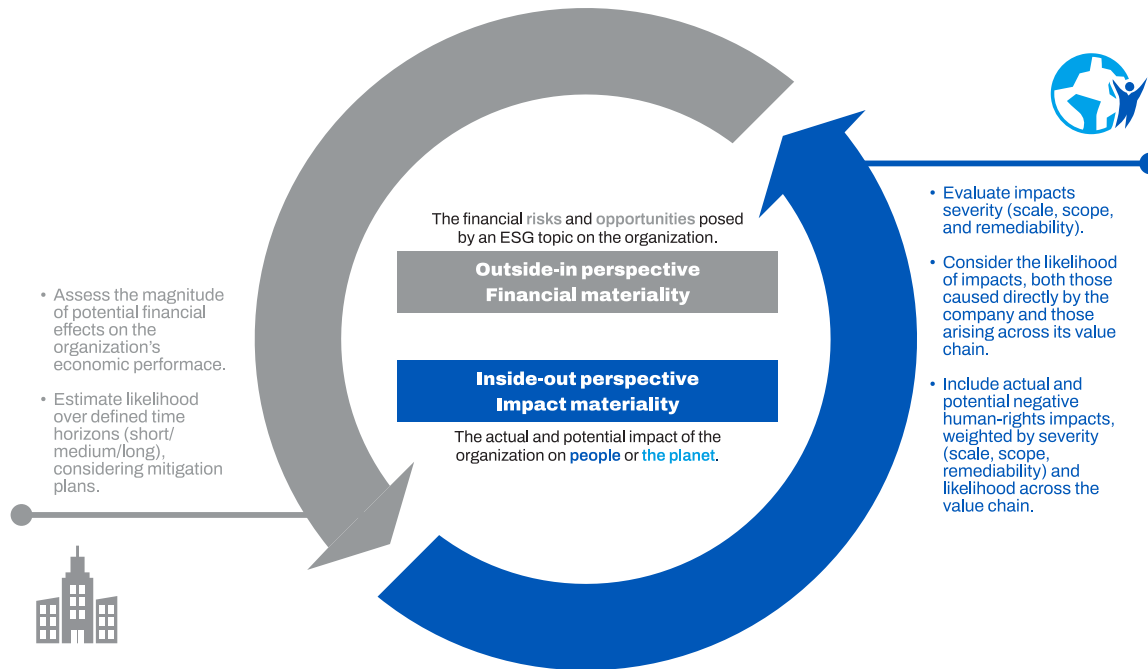 The financial risks and opportunities posed
by an ESG topic on the organization.
Outside-in perspective
Financial materiality
Inside-out perspective
Impact materiality
The actual and potential impact of the
organization on people or the planet.
• Assess the magnitude
of potential financial
effects on the
organization’s
economic performace.
• Estimate likelihood
over defined time
horizons (short/
medium/long),
considering mitigation
plans.
• Evaluate impacts
severity (scale, scope,
and remediability).
• Consider the likelihood
of impacts, both those
caused directly by the
company and those
arising across its value
chain.
• Include actual and
potential negative
human-rights impacts,
weighted by severity
(scale, scope,
remediability) and
likelihood across the
value chain.